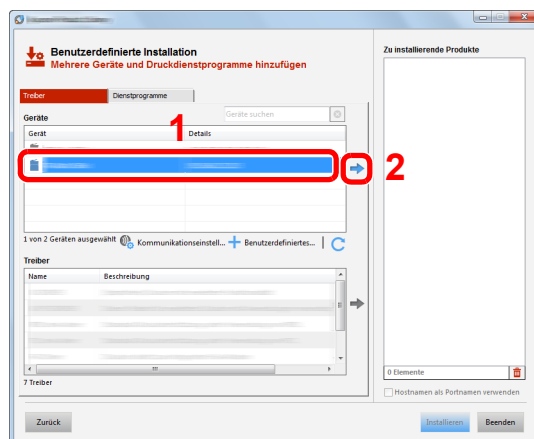 Benutzerdefinierte Installation
Mehrere Geräte und Druckdienstprogramme hinzufügen
Treiber
Dienstprogramme
Geräte
Geräte suchen
Gerät
Details
1
2
1 von 2 Geräten ausgewählt
Kommunikationseinstell...
Benutzerdefiniertes...
Treiber
Name
Beschreibung
7 Treiber
Zu installierende Produkte
0 Elemente
Hostnamen als Portnamen verwenden
Zurück
Installieren
Beenden